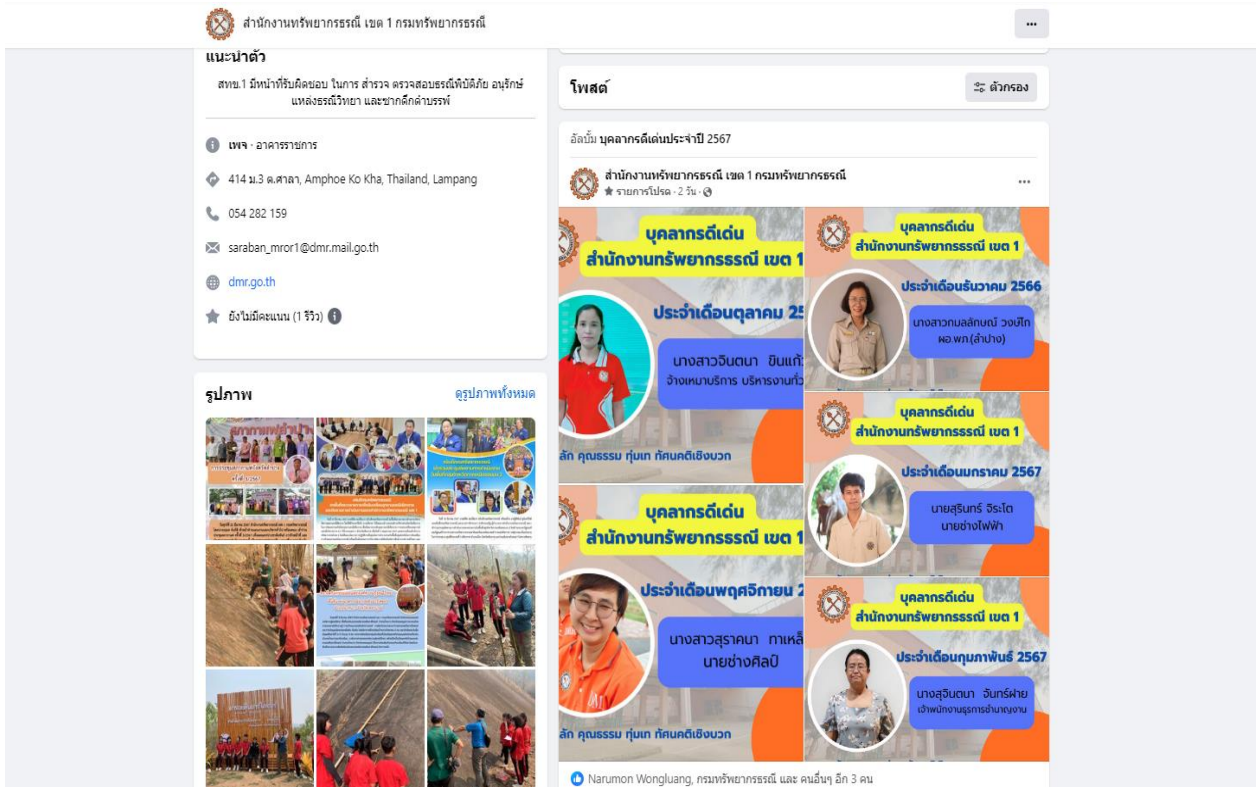 สำนักงานทรัพยากรธรณี เขต 1 กรมทรัพยากรธรณี
แนะนำตัว
สทข.1 มีหน้าที่รับผิดชอบ ในการ สำรวจ ตรวจสอบธรณีพิบัติภัย อนุรักษ์
แหล่งธรณีวิทยา และซากดึกดำบรรพ์
เพจ · อาคารราชการ
414 ม.3 ต.ศาลา, Amphoe Ko Kha, Thailand, Lampang
054 282 159
saraban_mror1@dmr.mail.go.th
dmr.go.th
ยังไม่มีคะแนน (1 รีวิว)
รูปภาพ
ดูรูปภาพทั้งหมด
โพสต์
ตัวกรอง
อัลบั้ม บุคลากรดีเด่นประจำปี 2567
สำนักงานทรัพยากรธรณี เขต 1 กรมทรัพยากรธรณี
รายการโปรด · 2 วัน
บุคลากรดีเด่น
สำนักงานทรัพยากรธรณี เขต 1
ประจำเดือนตุลาคม 25
นางสาวจินตนา ขินแก้ว
จ้างเหมาบริการ บริหารงานทั่ว
ลัก คุณธรรม ทุ่มเท ทัศนคติเชิงบวก
บุคลากรดีเด่น
สำนักงานทรัพยากรธรณี เขต 1
ประจำเดือนพฤศจิกายน 2
นางสาวสุราคนา ทาเหล็
นายช่างศิลป์
ลัก คุณธรรม ทุ่มเท ทัศนคติเชิงบวก
บุคลากรดีเด่น
สำนักงานทรัพยากรธรณี เขต 1
ประจำเดือนธันวาคม 2566
นางสาวกมลลักษณ์ วงษ์โก
ผอ.พภ.(ลำปาง)
บุคลากรดีเด่น
สำนักงานทรัพยากรธรณี เขต 1
ประจำเดือนมกราคม 2567
นายสุรินทร์ จิระโต
นายช่างไฟฟ้า
บุคลากรดีเด่น
สำนักงานทรัพยากรธรณี เขต 1
ประจำเดือนกุมภาพันธ์ 2567
นางสุจินตนา จันทร์ฝาย
เจ้าพนักงานธุรการชำนาญงาน
Narumon Wongluang, กรมทรัพยากรธรณี และ คนอื่นๆ อีก 3 คน